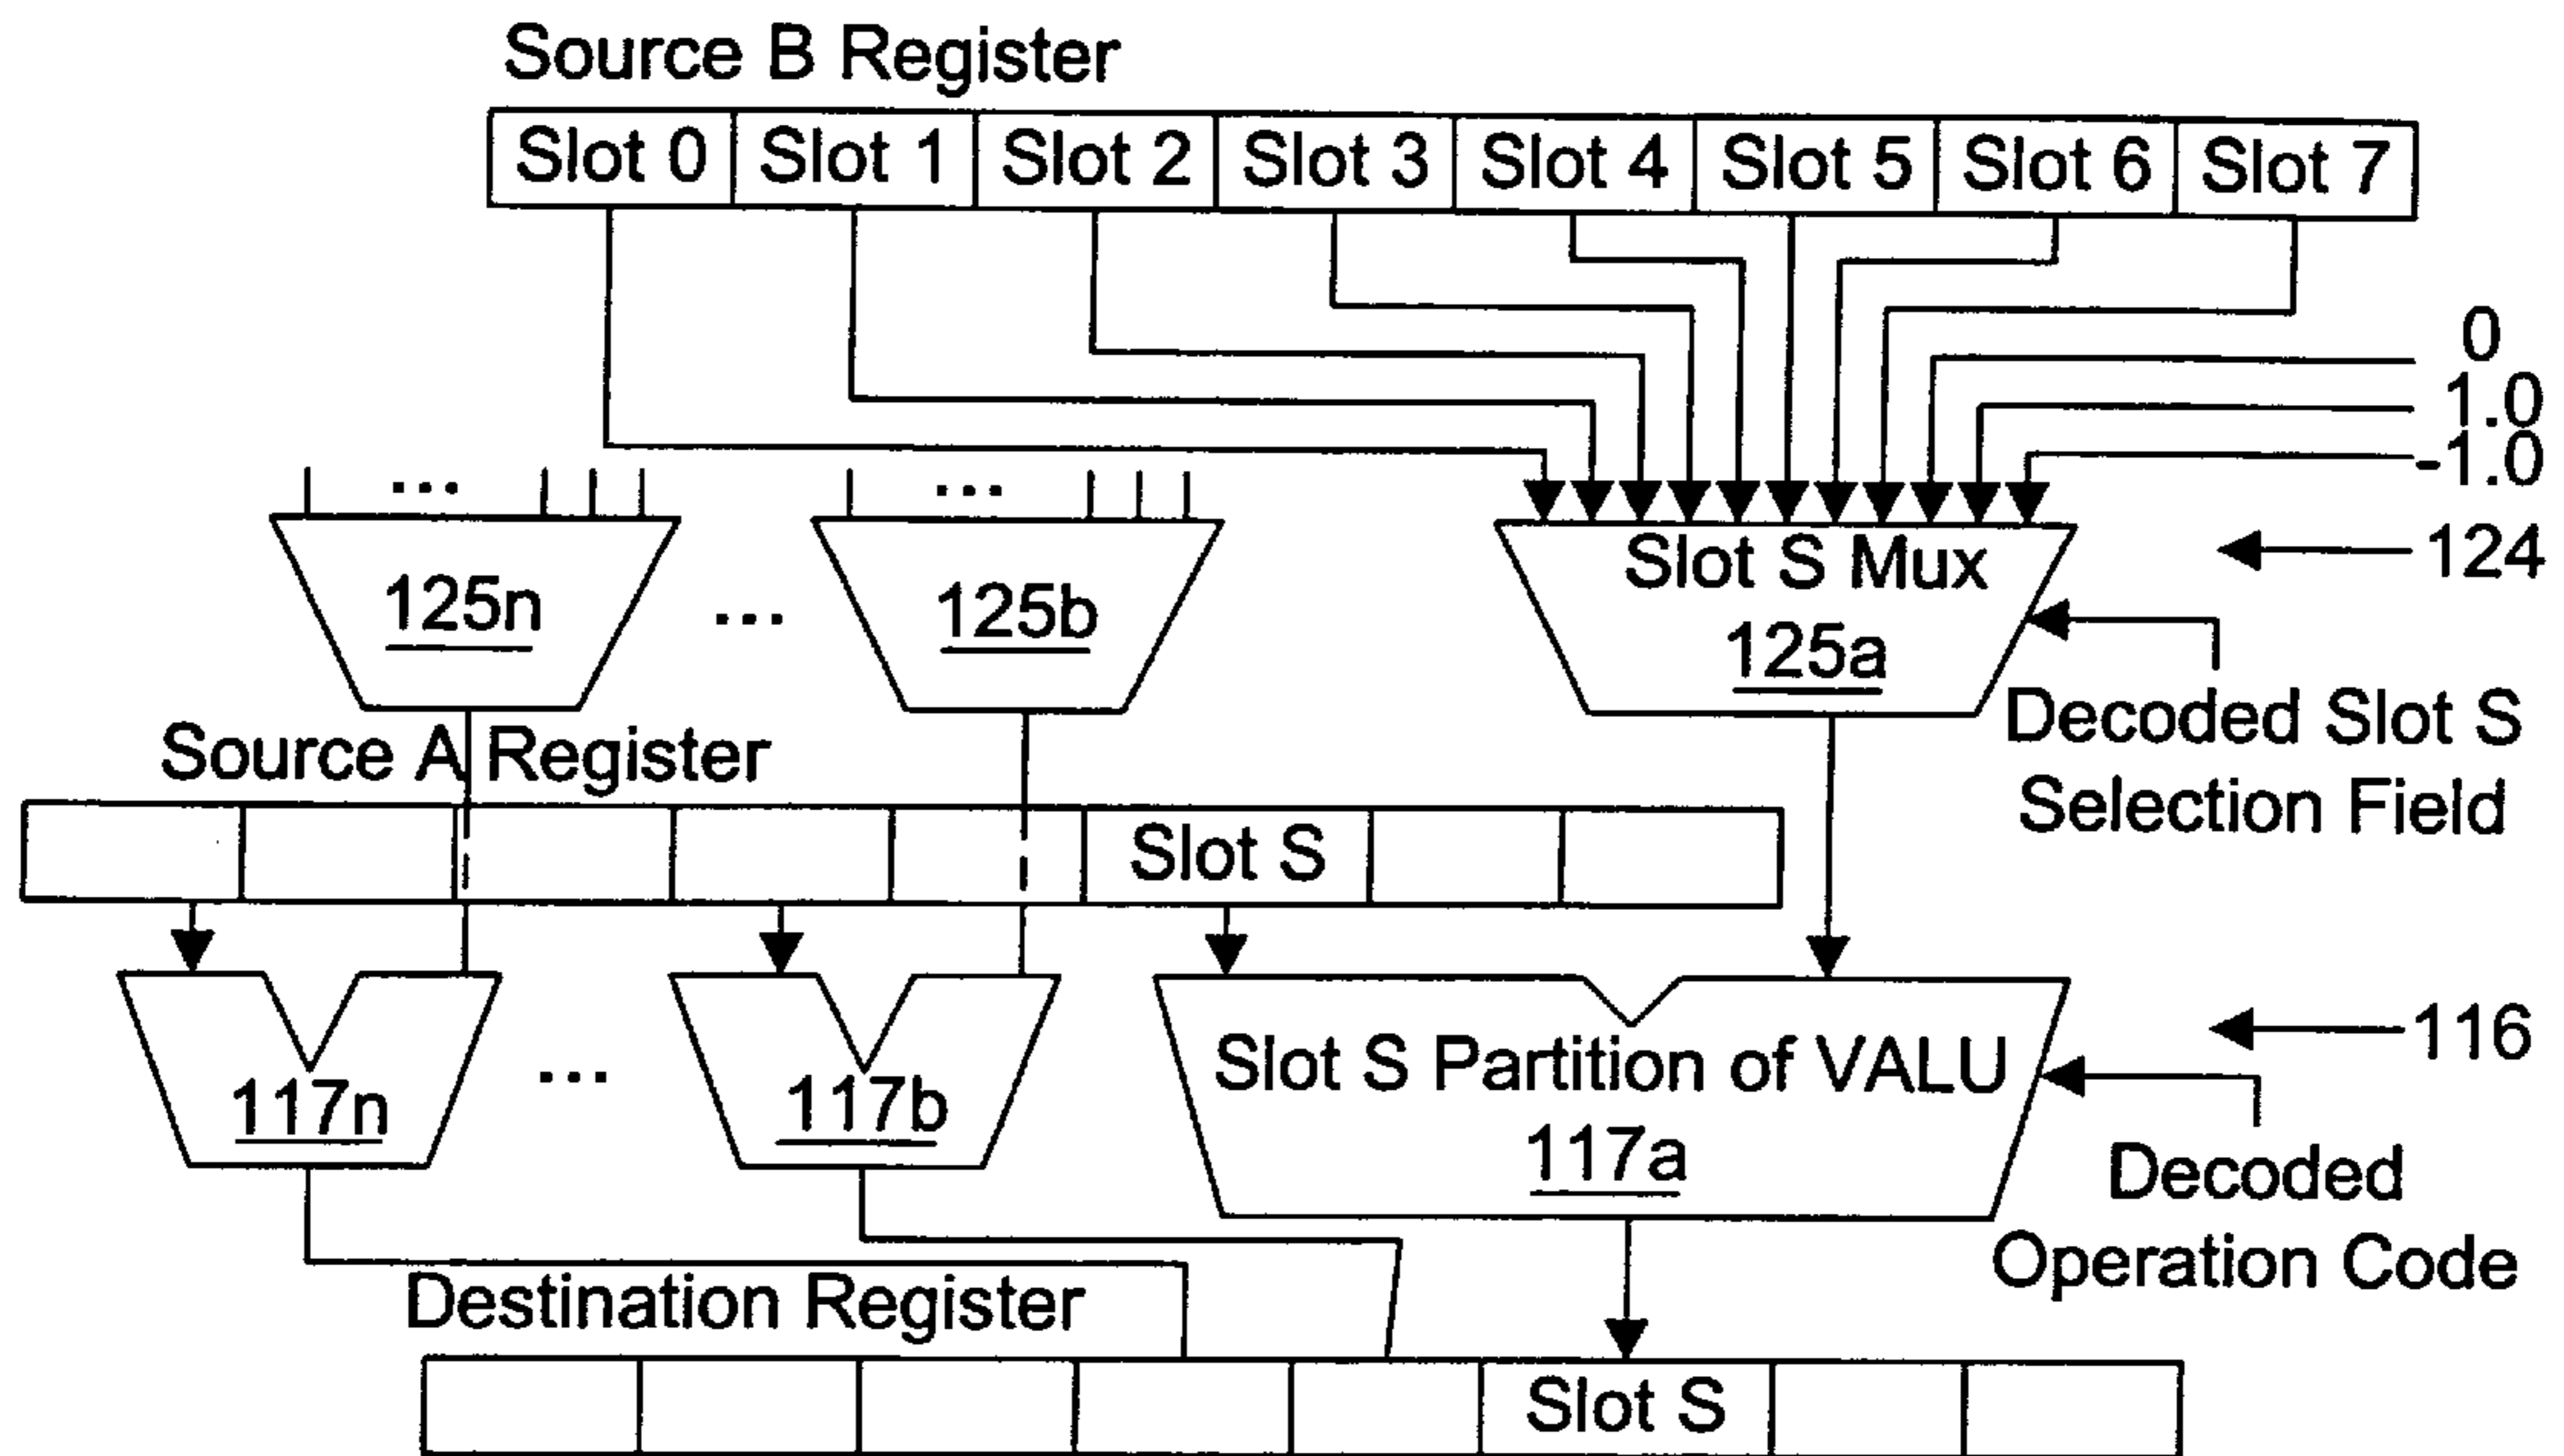 Source B Register
Slot 0 Slot 1 Slot 2 Slot 3 Slot 4 Slot 5 Slot 6 Slot 7
0
1.0
-1.0
... ...
Slot S Mux
124
125n ... 125b 125a
Decoded Slot S
Selection Field
Source A Register
Slot S
116
Slot S Partition of VALU
117n ... 117b 117a
Decoded
Operation Code
Destination Register
Slot S